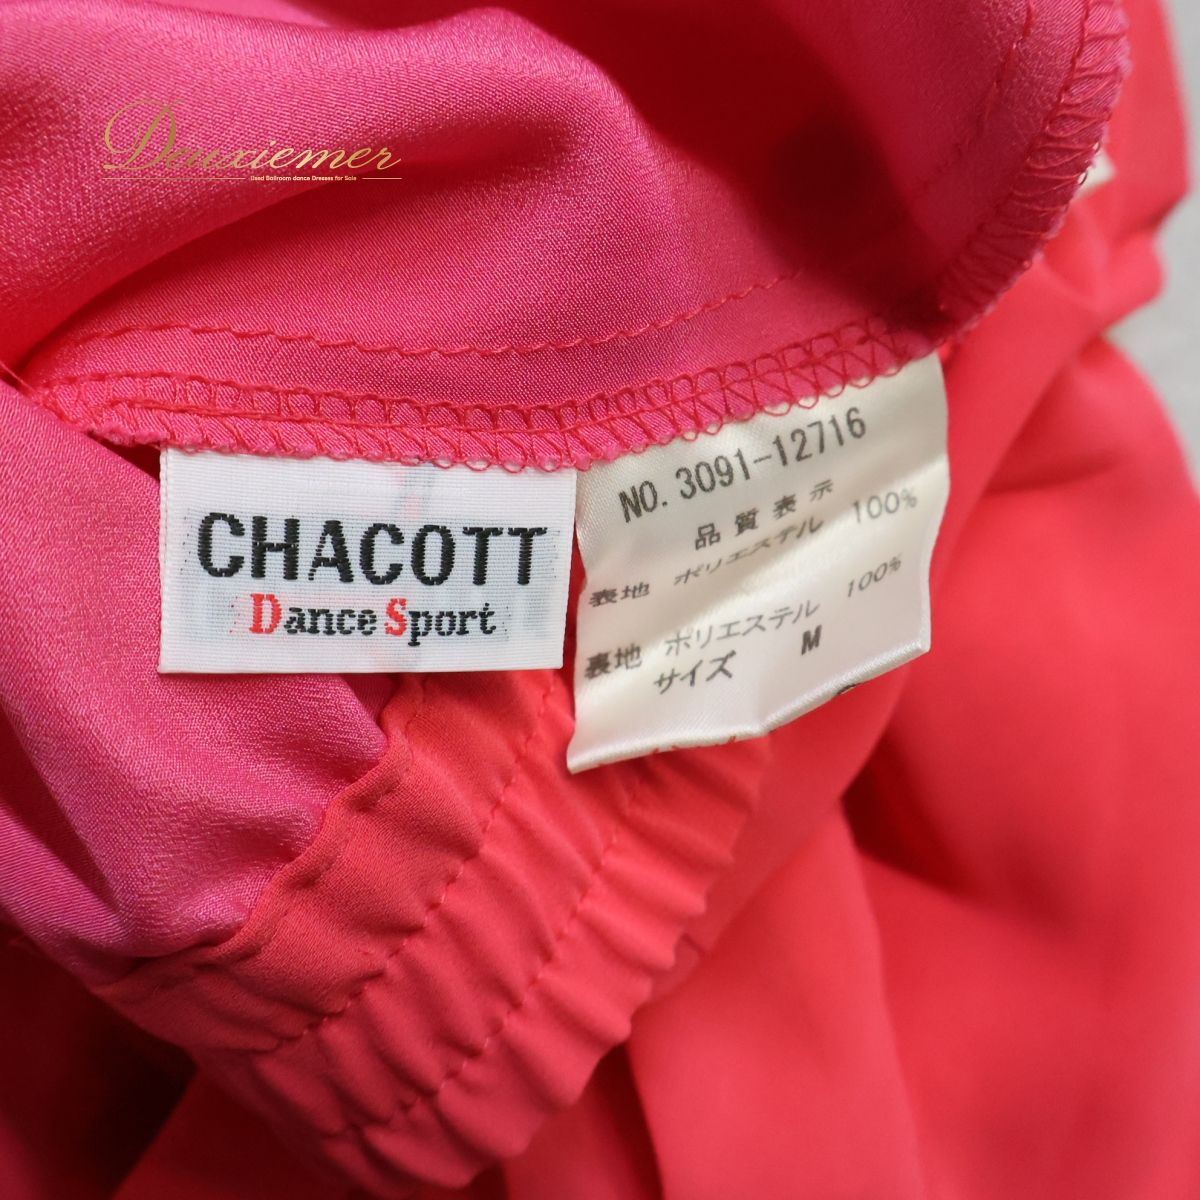 Deuxiemer
Used Ballroom dance Dresses for Sale
CHACOTT
Dance Sport
NO. 3091-12716
品質表示
表地 ポリエステル 100%
裏地 ポリエステル 100%
サイズ M